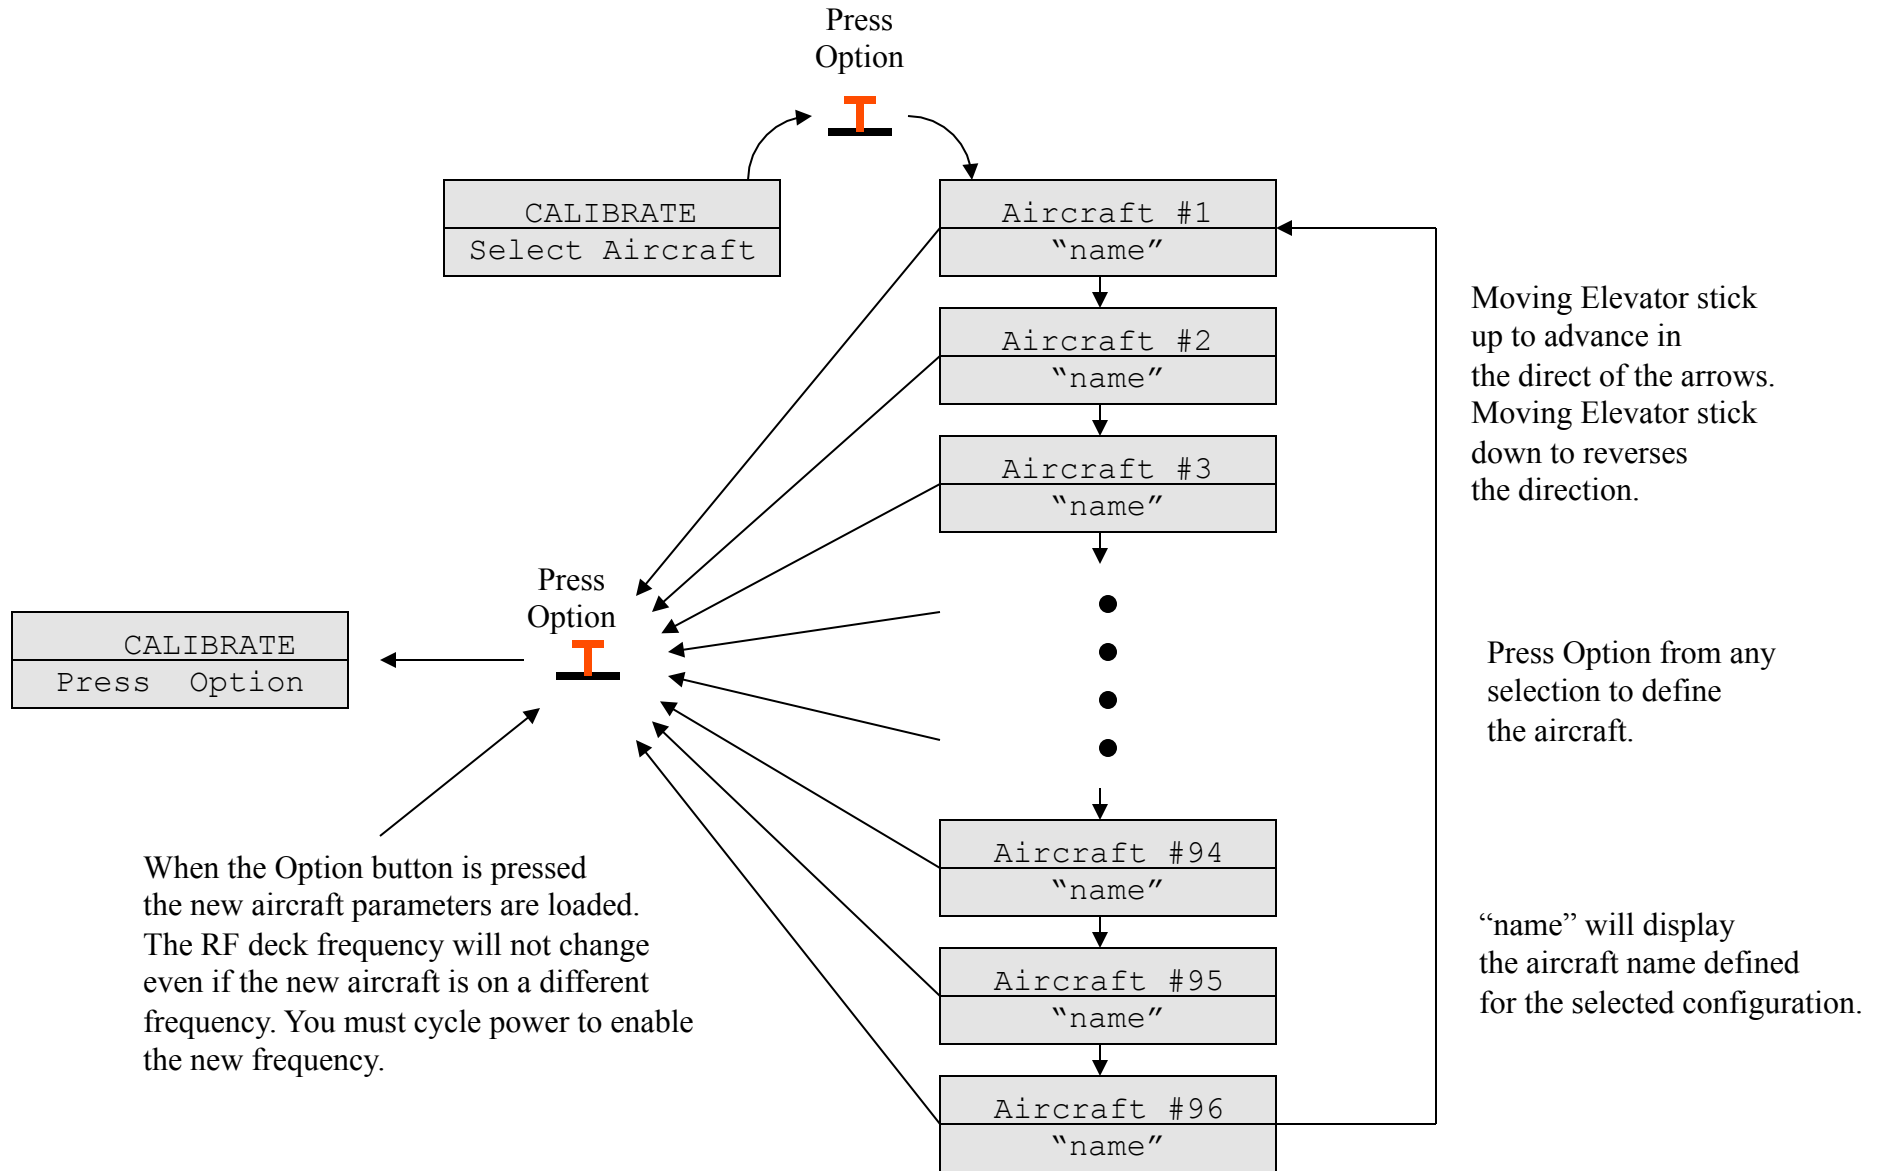 Press
Option
CALIBRATE
Select Aircraft
Aircraft #1
“name”
Aircraft #2
“name”
Aircraft #3
“name”
Moving Elevator stick
up to advance in
the direct of the arrows.
Moving Elevator stick
down to reverses
the direction.
Press
Option
CALIBRATE
Press Option
Press Option from any
selection to define
the aircraft.
When the Option button is pressed
the new aircraft parameters are loaded.
The RF deck frequency will not change
even if the new aircraft is on a different
frequency. You must cycle power to enable
the new frequency.
Aircraft #94
“name”
Aircraft #95
“name”
Aircraft #96
“name”
“name” will display
the aircraft name defined
for the selected configuration.